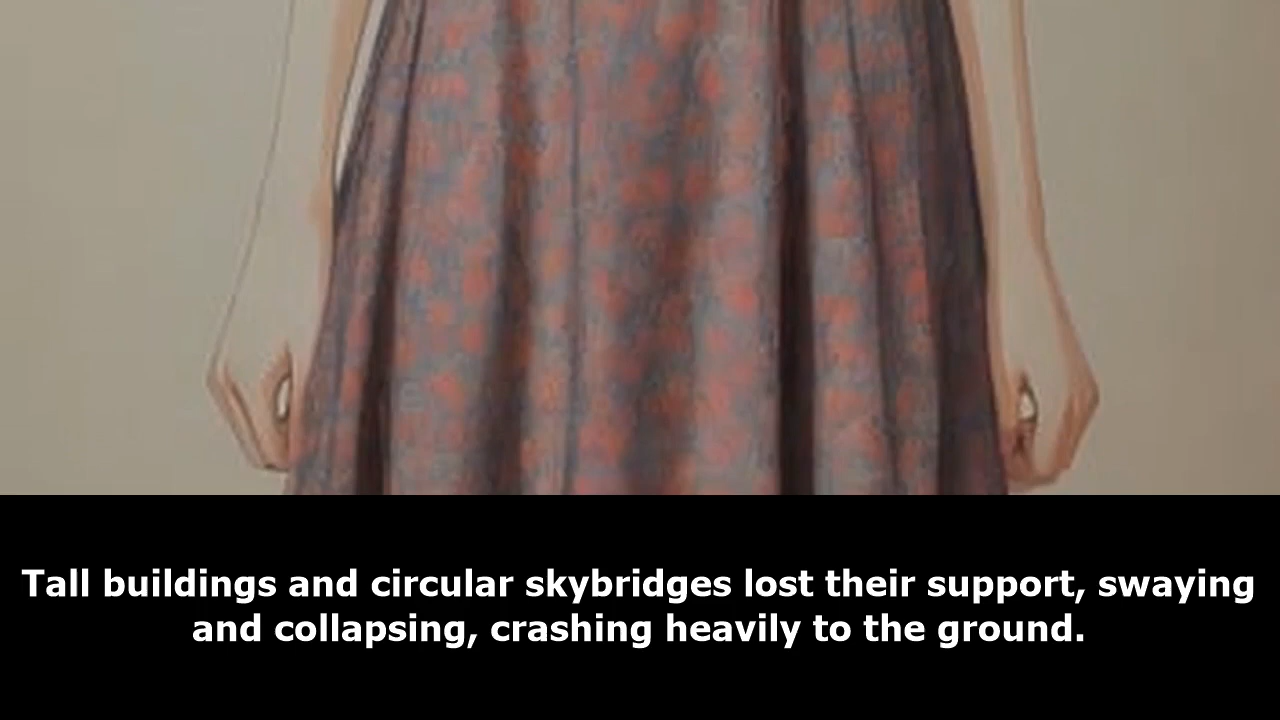 Tall buildings and circular skybridges lost their support, swaying
and collapsing, crashing heavily to the ground.